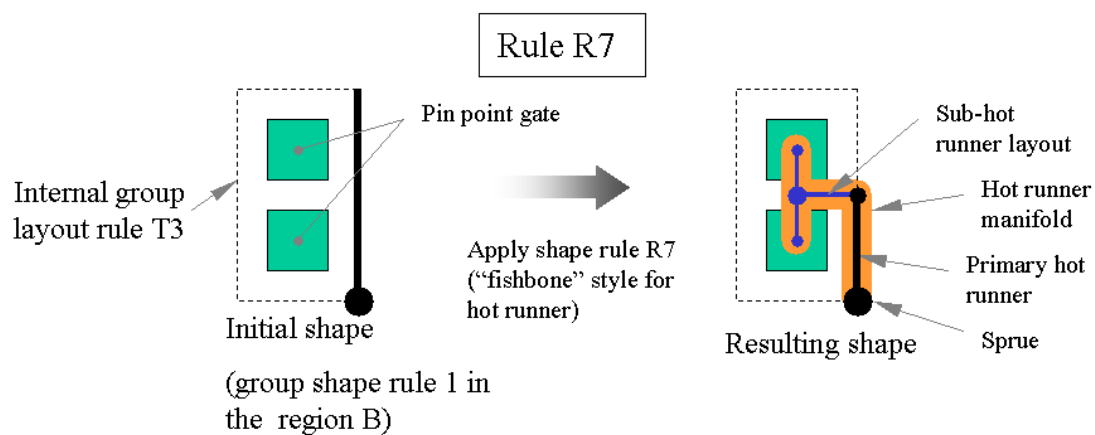 Rule R7
Pin point gate
Internal group
layout rule T3
Initial shape
(group shape rule 1 in
the region B)
Apply shape rule R7
(“fishbone” style for
hot runner)
Sub-hot
runner layout
Hot runner
manifold
Primary hot
runner
Sprue
Resulting shape